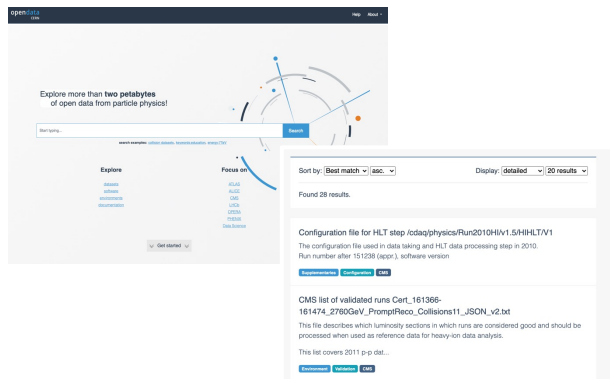 opendata
CERN
Help About
Explore more than two petabytes
of open data from particle physics!
Start typing...
Search
search examples: collision datasets, keywords:education, energy:7TeV
Explore
datasets
software
environments
documentation
Focus on
ATLAS
ALICE
CMS
LHCb
OPERA
PHENIX
Data Science
Get started
Sort by: Best match asc. Display: detailed 20 results
Found 28 results.
Configuration file for HLT step /cdaq/physics/Run2010HI/v1.5/HIHLT/V1
The configuration file used in data taking and HLT data processing step in 2010.
Run number after 151238 (appr.), software version
Supplementaries Configuration CMS
CMS list of validated runs Cert_161366-
161474_2760GeV_PromptReco_Collisions11_JSON_v2.txt
This file describes which luminosity sections in which runs are considered good and should be
processed when used as reference data for heavy-ion data analysis.
This list covers 2011 p-p dat...
Environment Validation CMS